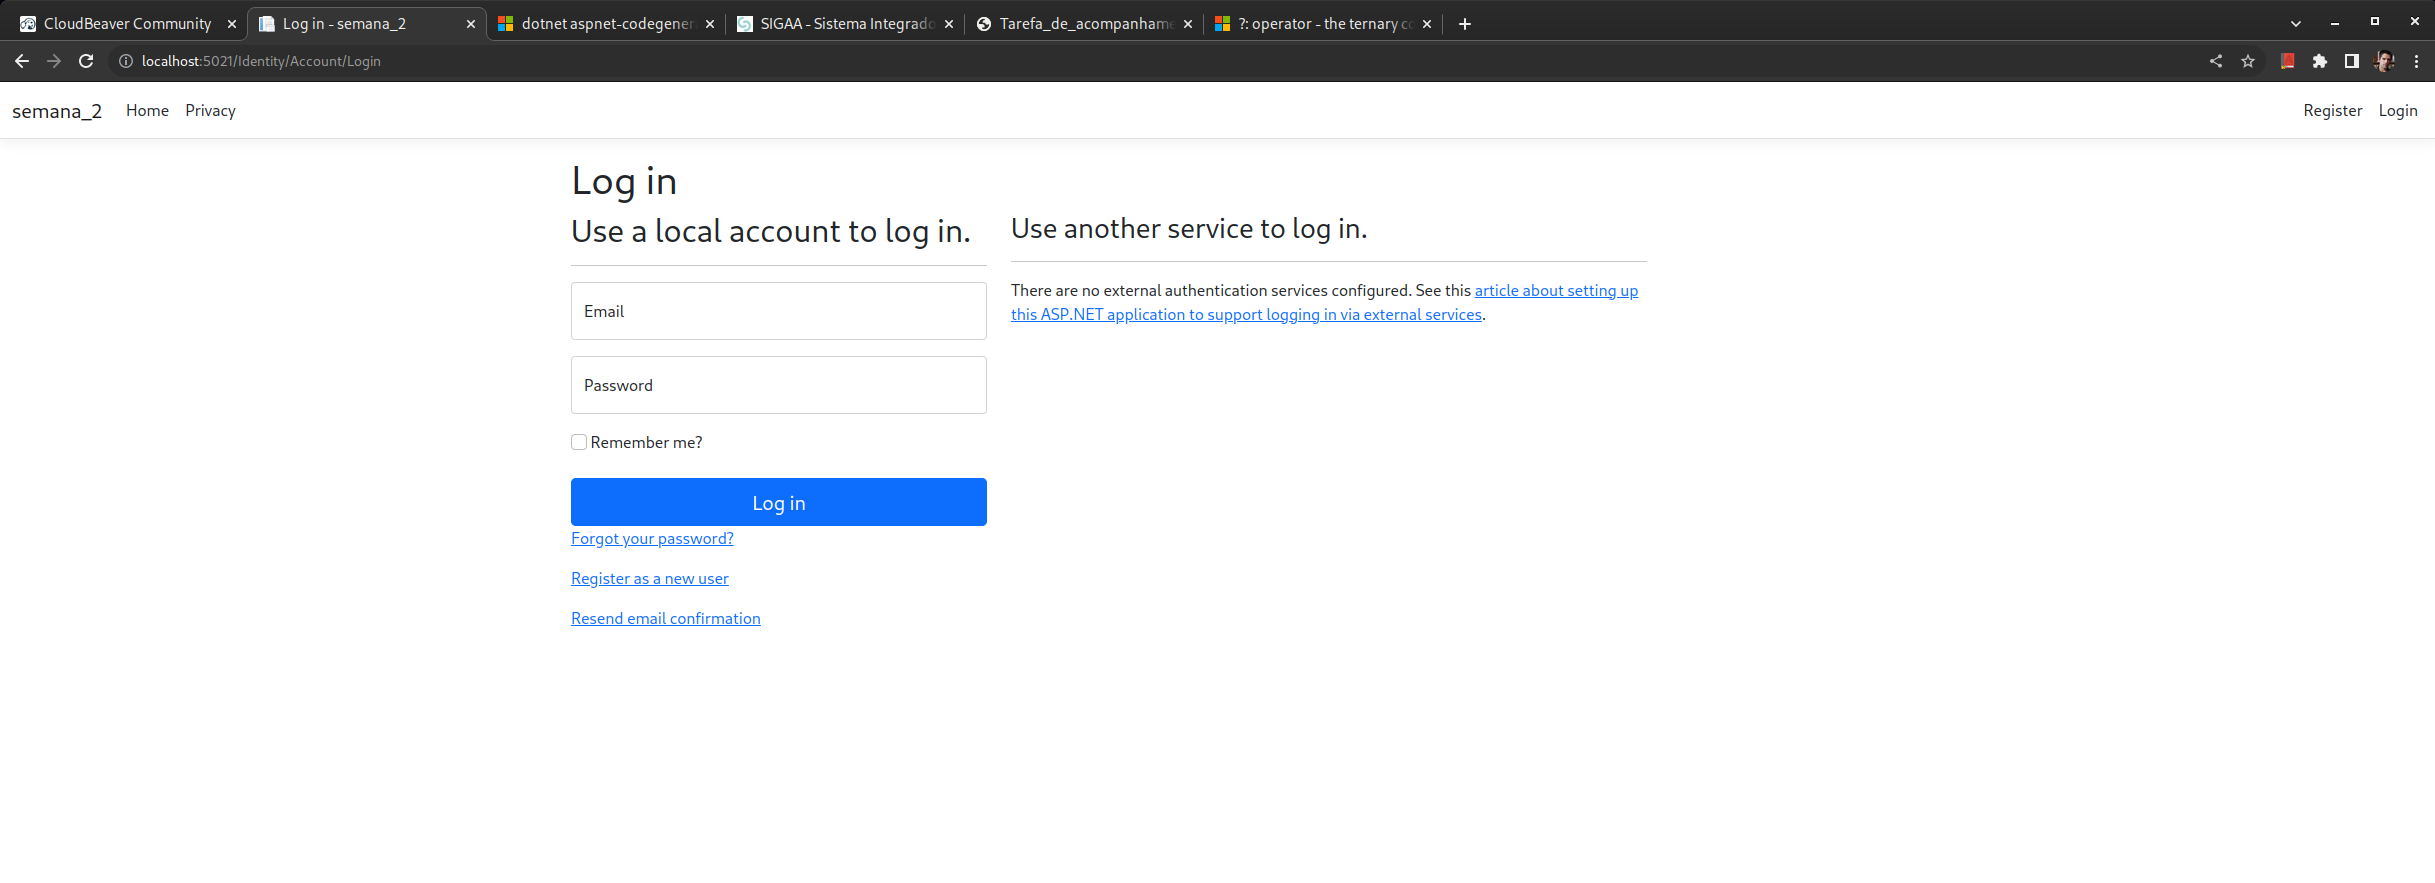 CloudBeaver Community
Log in - semana_2
dotnet aspnet-codegener
SIGAA - Sistema Integrado
Tarefa_de_acompanhame
?: operator - the ternary co
localhost:5021/Identity/Account/Login
semana_2 Home Privacy Register Login
Log in
Use a local account to log in.
Email
Password
Remember me?
Log in
Forgot your password?
Register as a new user
Resend email confirmation
Use another service to log in.
There are no external authentication services configured. See this article about setting up
this ASP.NET application to support logging in via external services.